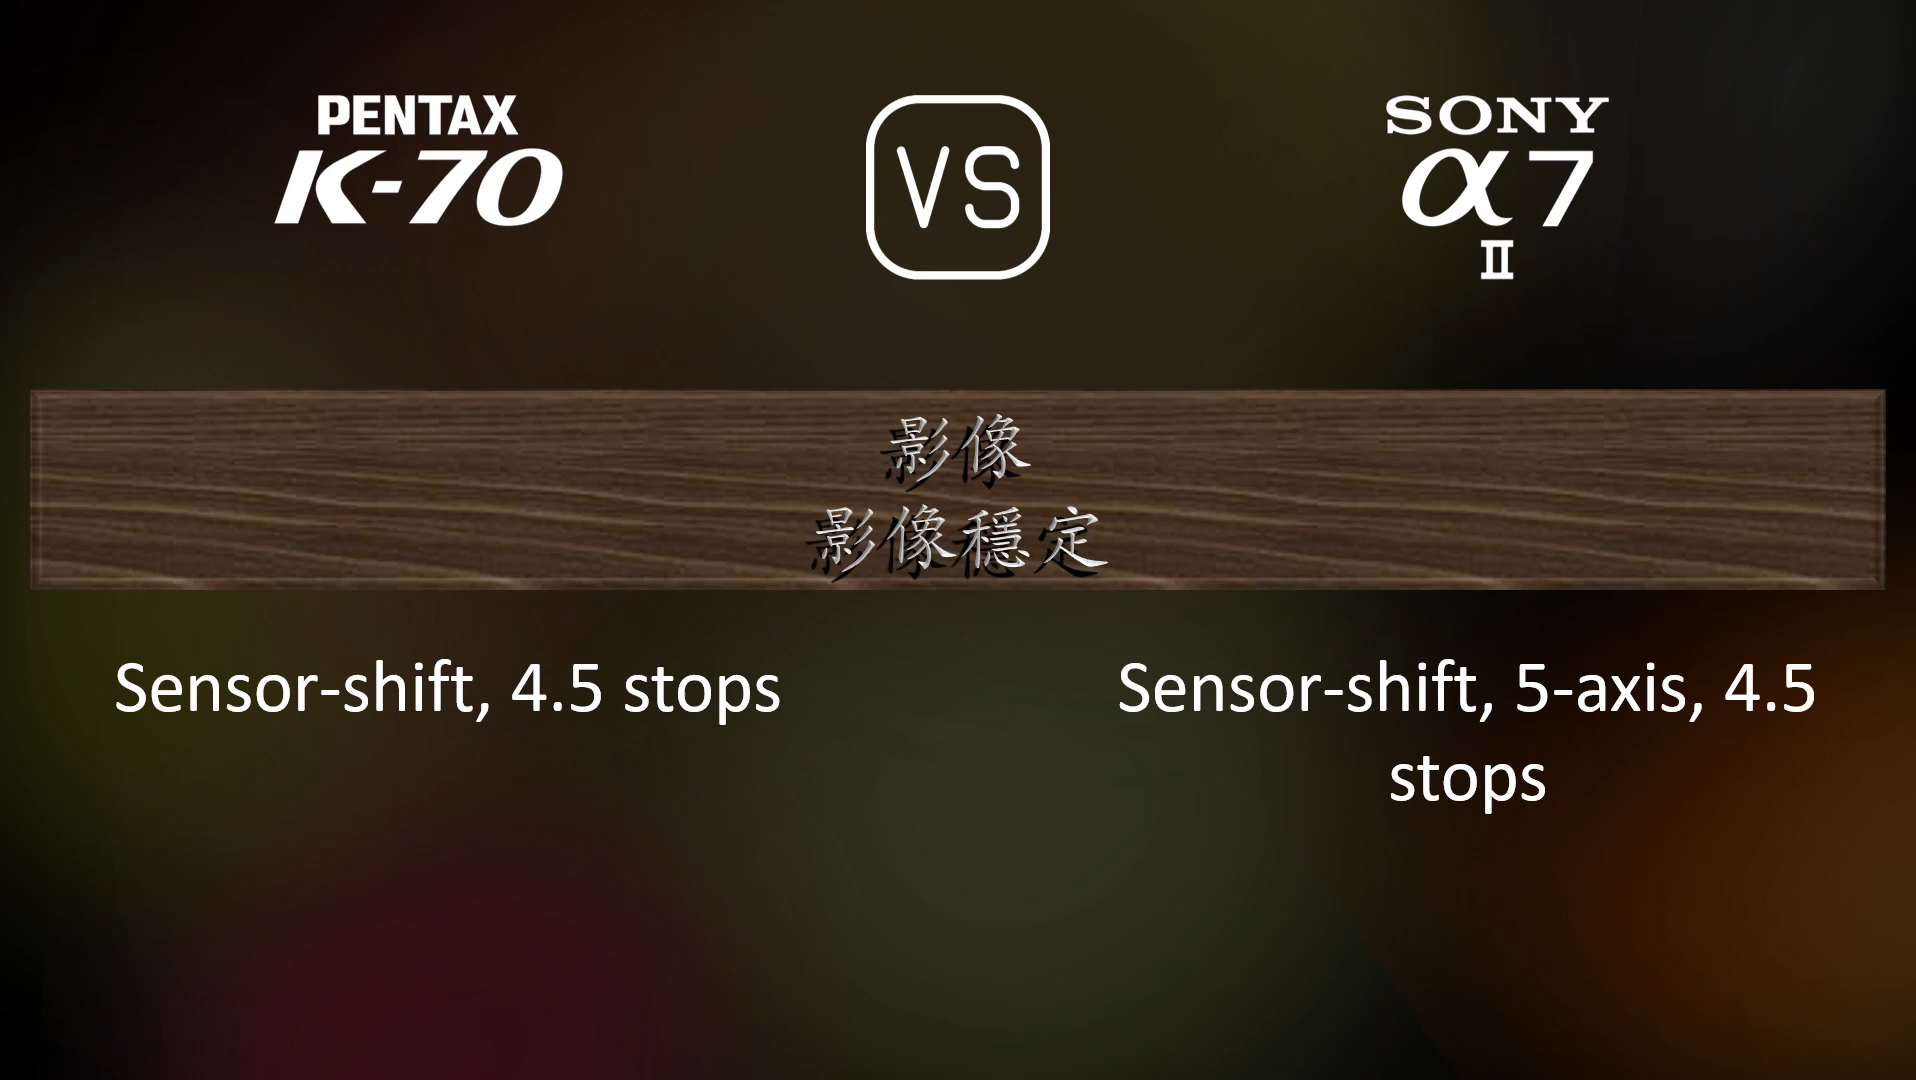 PENTAX
K-70
VS
SONY
α7
II
影像
影像穩定
Sensor-shift, 4.5 stops
Sensor-shift, 5-axis, 4.5
stops